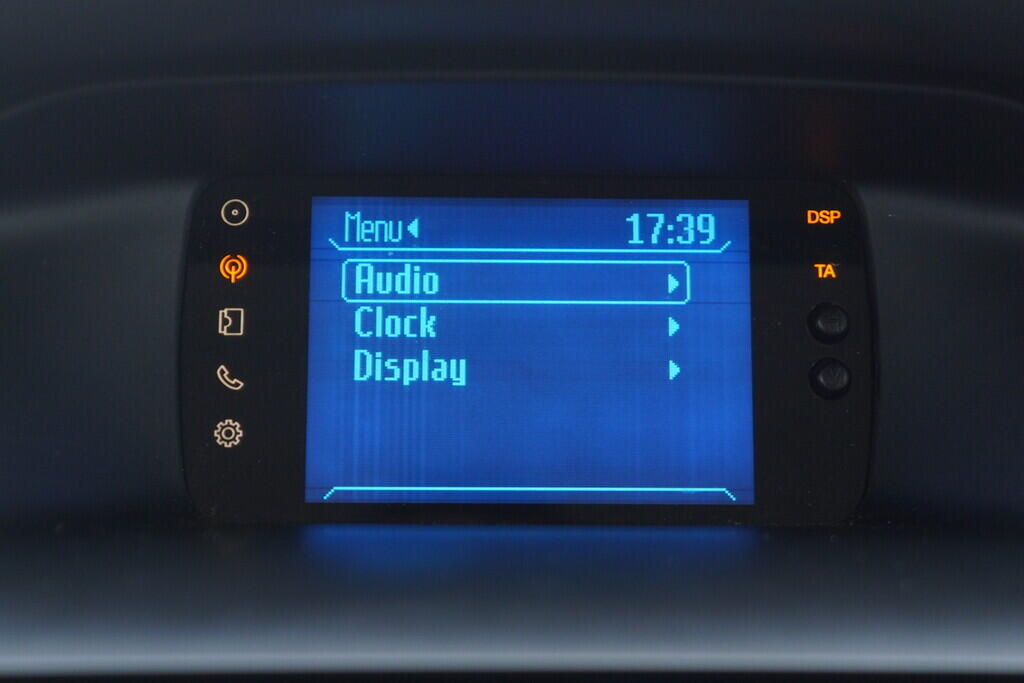 Menu 17:39
DSP
Audio
TA
Clock
Display